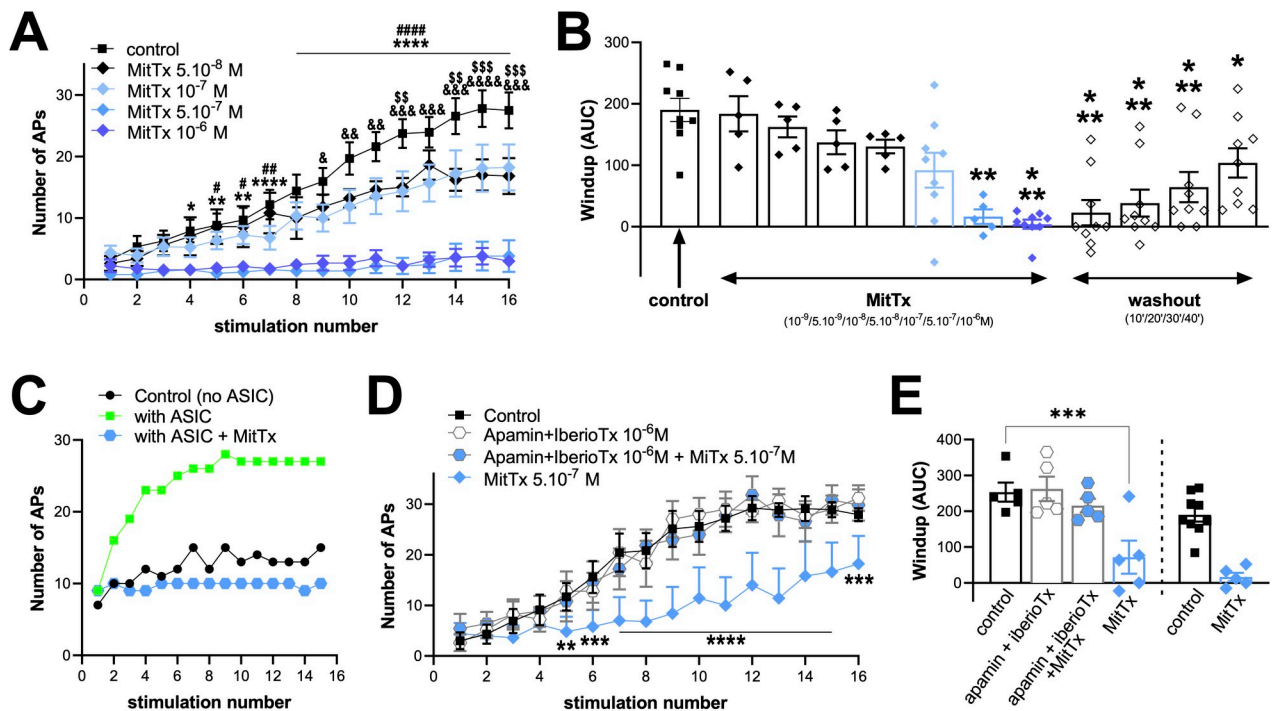 A
control
MitTx 5.10-8 M
MitTx 10-7 M
MitTx 5.10-7 M
MitTx 10-6 M
####
****
Number of APs
30
20
10
0
*
#
**
#
**
##
****
&
&&
&&
$$
&&&
&&&
$$
&&&
$$$
&&&&
$$$
&&&
0 2 4 6 8 10 12 14 16
stimulation number
B
Windup (AUC)
300
200
100
0
**
*
**
*
**
*
**
*
**
*
control
MitTx
(10-9/5.10-9/10-8/5.10-8/10-7/5.10-7/10-6M)
washout
(10'/20'/30'/40')
C
Control (no ASIC)
with ASIC
with ASIC + MitTx
Number of APs
30
20
10
0
0 2 4 6 8 10 12 14 16
stimulation number
D
Control
Apamin+IberioTx 10-6M
Apamin+IberioTx 10-6M + MiTx 5.10-7M
MitTx 5.10-7 M
Number of APs
30
20
10
0
** *** **** ***
0 2 4 6 8 10 12 14 16
stimulation number
E
***
Windup (AUC)
400
300
200
100
0
control
apamin + iberioTx
apamin + iberioTx
+MitTx
MitTx
control
MitTx